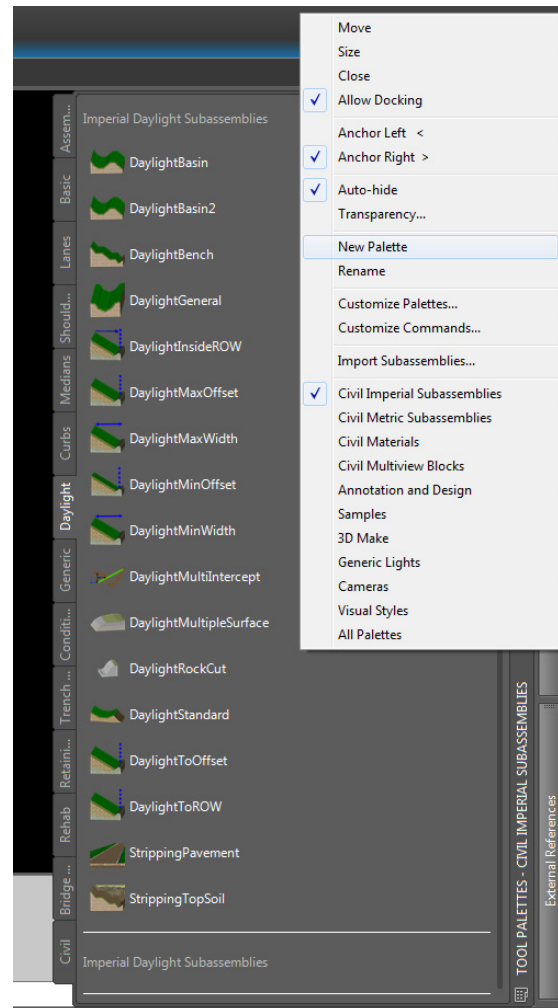 Move
Size
Close
Allow Docking
Anchor Left <
Anchor Right >
Auto-hide
Transparency...
New Palette
Rename
Customize Palettes...
Customize Commands...
Import Subassemblies...
Civil Imperial Subassemblies
Civil Metric Subassemblies
Civil Materials
Civil Multiview Blocks
Annotation and Design
Samples
3D Make
Generic Lights
Cameras
Visual Styles
All Palettes
Assem...
Basic
Lanes
Should...
Medians
Curbs
Daylight
Generic
Conditi...
Trench ...
Retaini...
Rehab
Bridge ...
Civil
Imperial Daylight Subassemblies
DaylightBasin
DaylightBasin2
DaylightBench
DaylightGeneral
DaylightInsideROW
DaylightMaxOffset
DaylightMaxWidth
DaylightMinOffset
DaylightMinWidth
DaylightMultiIntercept
DaylightMultipleSurface
DaylightRockCut
DaylightStandard
DaylightToOffset
DaylightToROW
StrippingPavement
StrippingTopSoil
Imperial Daylight Subassemblies
TOOL PALETTES - CIVIL IMPERIAL SUBASSEMBLIES
External References